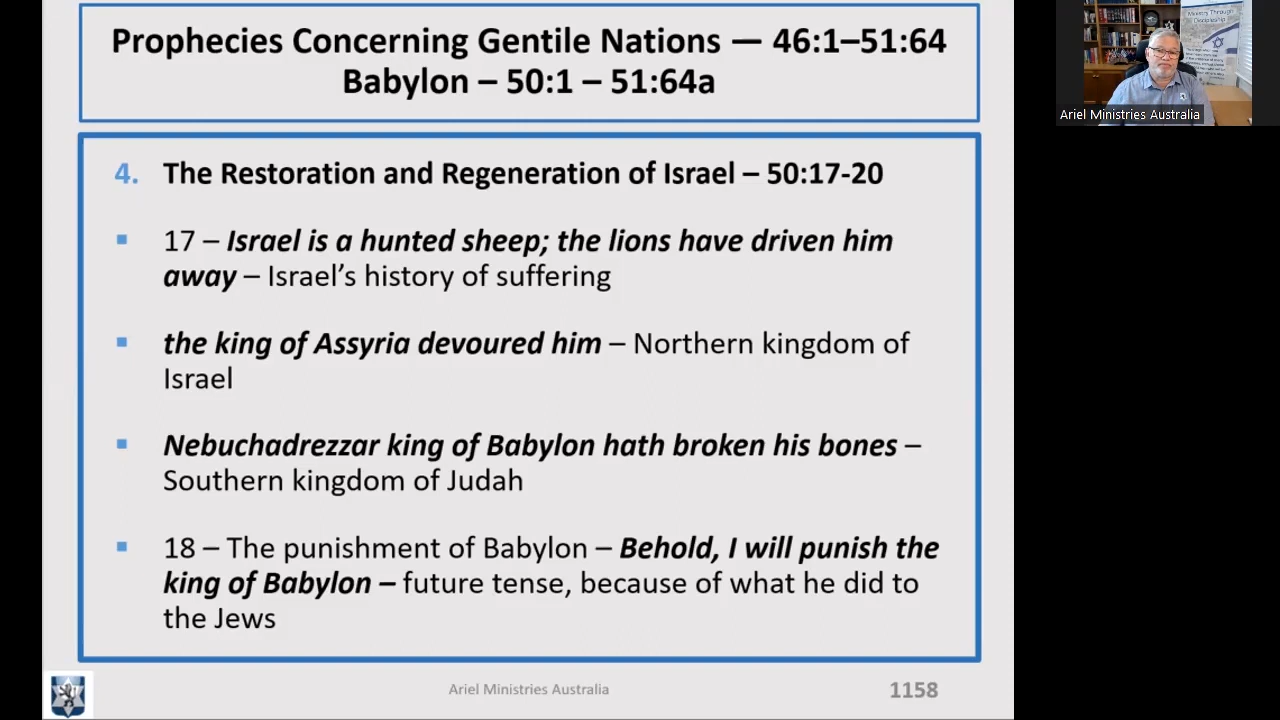 Prophecies Concerning Gentile Nations — 46:1–51:64
Babylon – 50:1 – 51:64a
4. The Restoration and Regeneration of Israel – 50:17-20
▪ 17 – Israel is a hunted sheep; the lions have driven him
away – Israel’s history of suffering
▪ the king of Assyria devoured him – Northern kingdom of
Israel
▪ Nebuchadrezzar king of Babylon hath broken his bones –
Southern kingdom of Judah
▪ 18 – The punishment of Babylon – Behold, I will punish the
king of Babylon – future tense, because of what he did to
the Jews
Ariel Ministries Australia
1158
Ministry Through
Discipleship
Ariel Ministries Australia